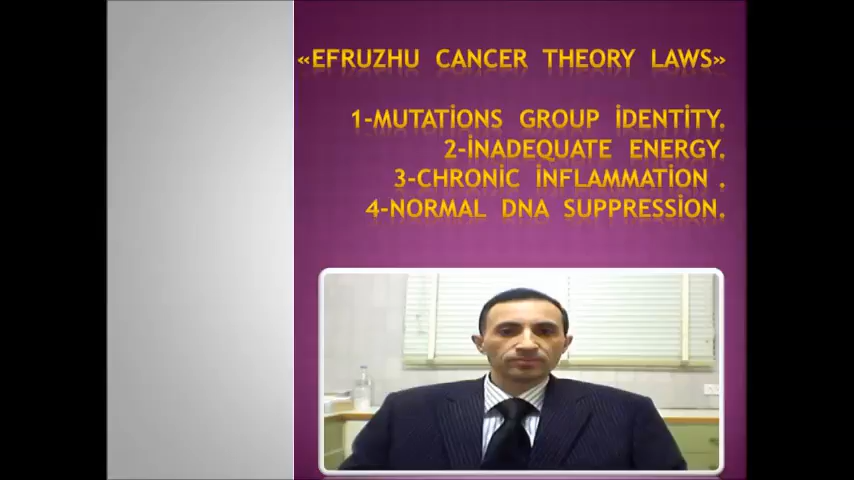 «EFRUZHU CANCER THEORY LAWS»
1-MUTATİONS GROUP İDENTİTY.
2-İNADEQUATE ENERGY.
3-CHRONİC İNFLAMMATİON .
4-NORMAL DNA SUPPRESSİON.